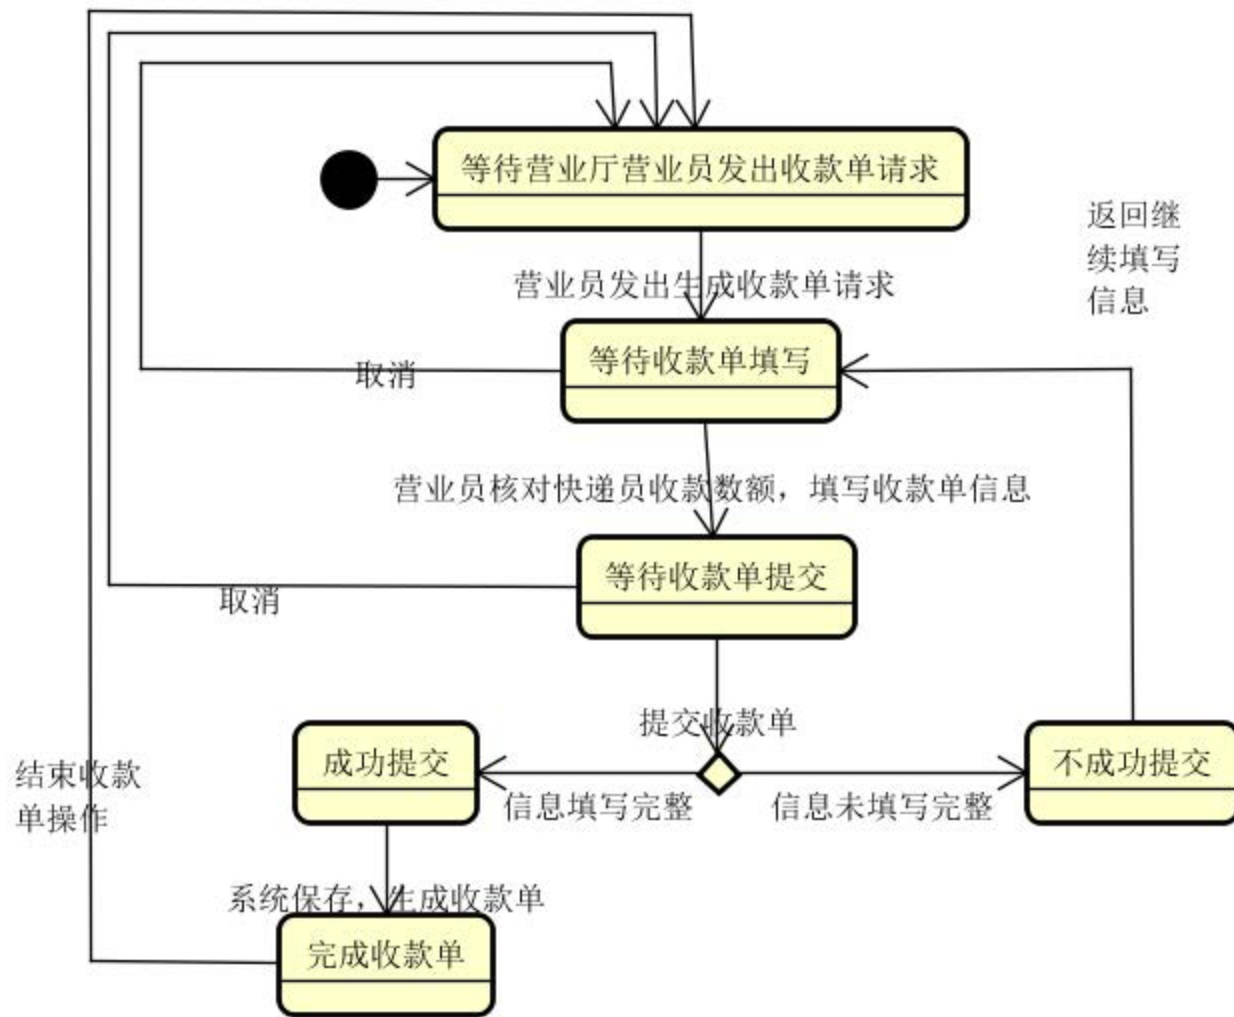 等待营业厅营业员发出收款单请求
返回继
续填写
信息
营业员发出生成收款单请求
等待收款单填写
取消
营业员核对快递员收款数额，填写收款单信息
等待收款单提交
取消
提交收款单
成功提交
不成功提交
结束收款
单操作
信息填写完整
信息未填写完整
系统保存，生成收款单
完成收款单